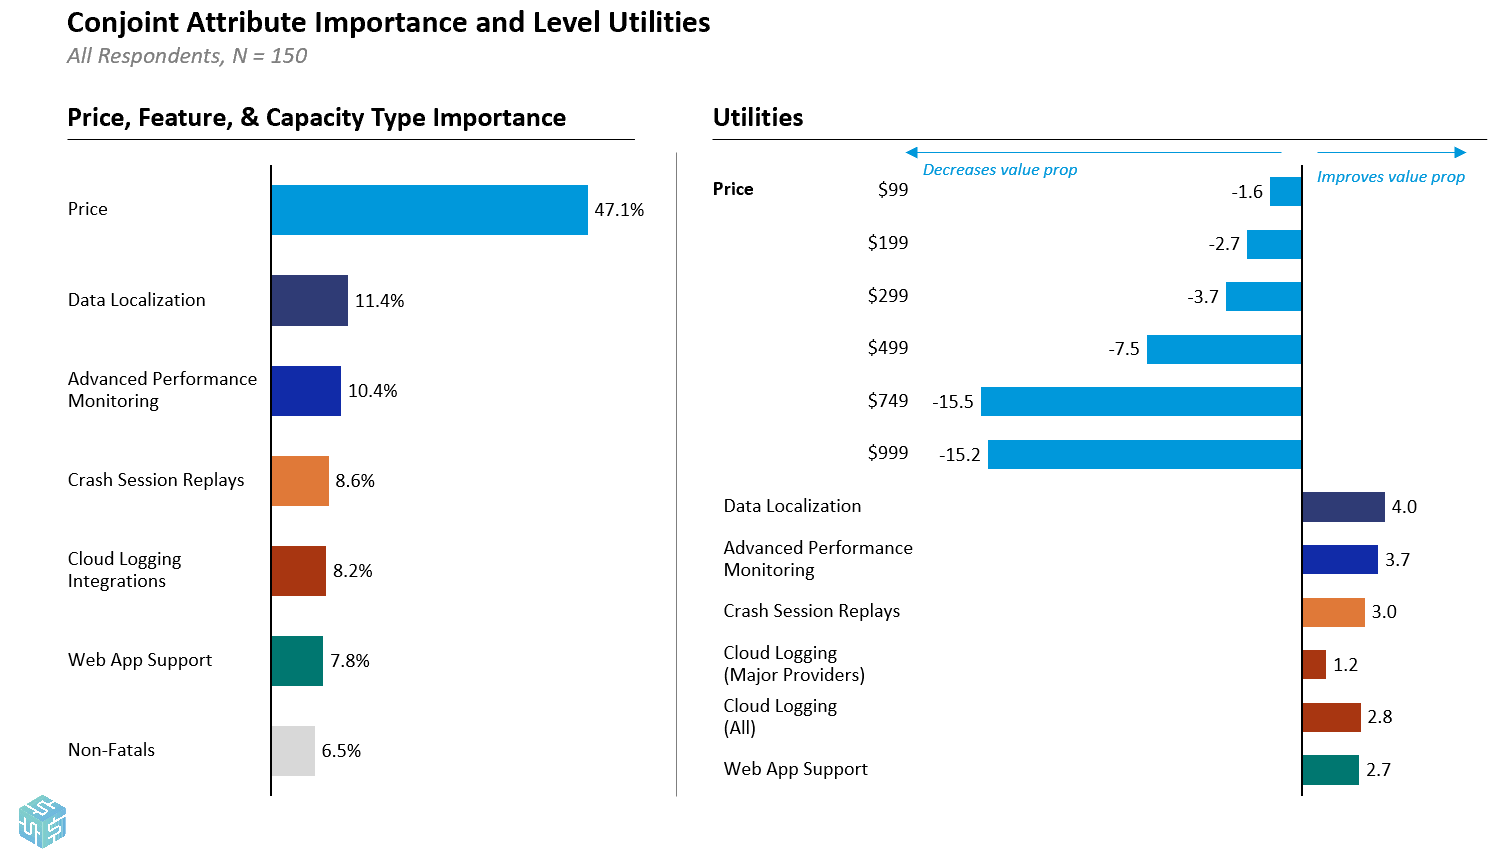 Conjoint Attribute Importance and Level Utilities
All Respondents, N = 150
Price, Feature, & Capacity Type Importance
Price
47.1%
Data Localization
11.4%
Advanced Performance
Monitoring
10.4%
Crash Session Replays
8.6%
Cloud Logging
Integrations
8.2%
Web App Support
7.8%
Non-Fatals
6.5%
Utilities
Decreases value prop
Improves value prop
Price
$99
-1.6
$199
-2.7
$299
-3.7
$499
-7.5
$749
-15.5
$999
-15.2
Data Localization
4.0
Advanced Performance
Monitoring
3.7
Crash Session Replays
3.0
Cloud Logging
(Major Providers)
1.2
Cloud Logging
(All)
2.8
Web App Support
2.7